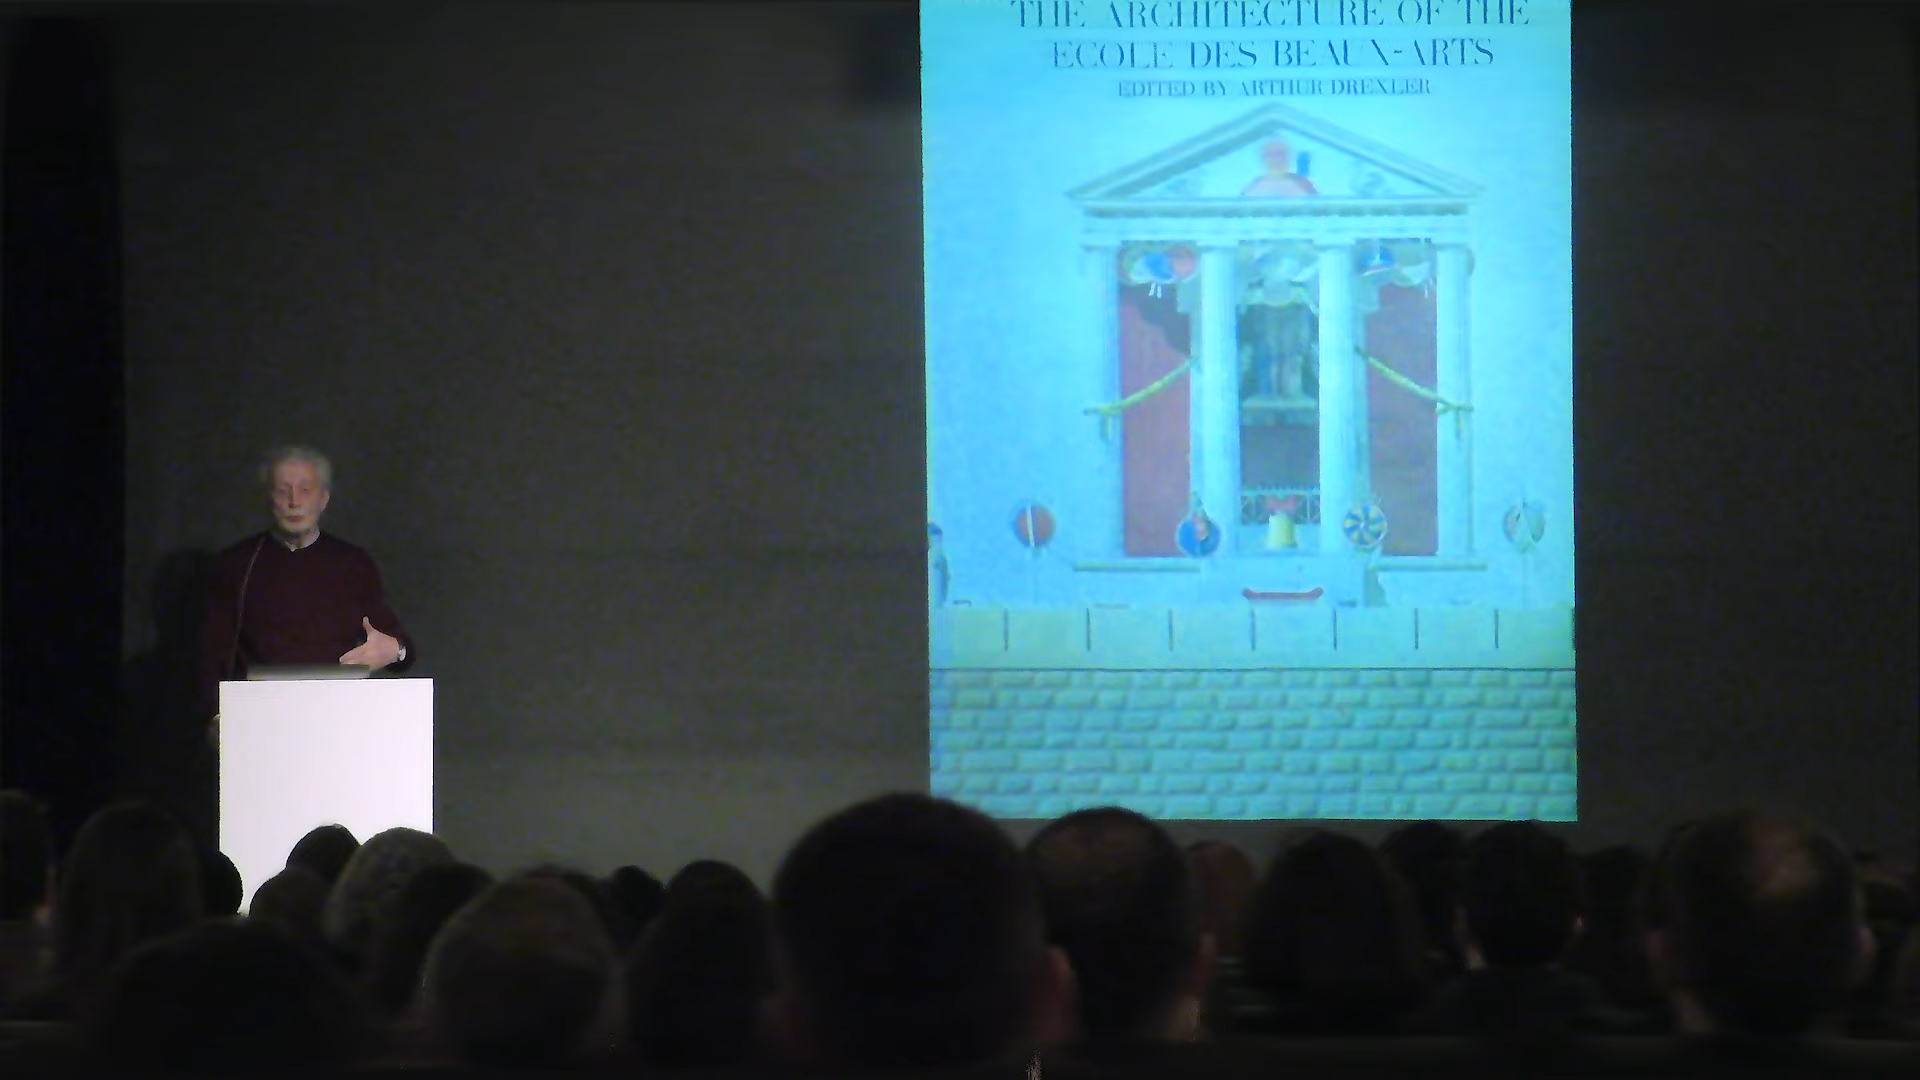 THE ARCHITECTURE OF THE
ECOLE DES BEAUX-ARTS
EDITED BY ARTHUR DREXLER